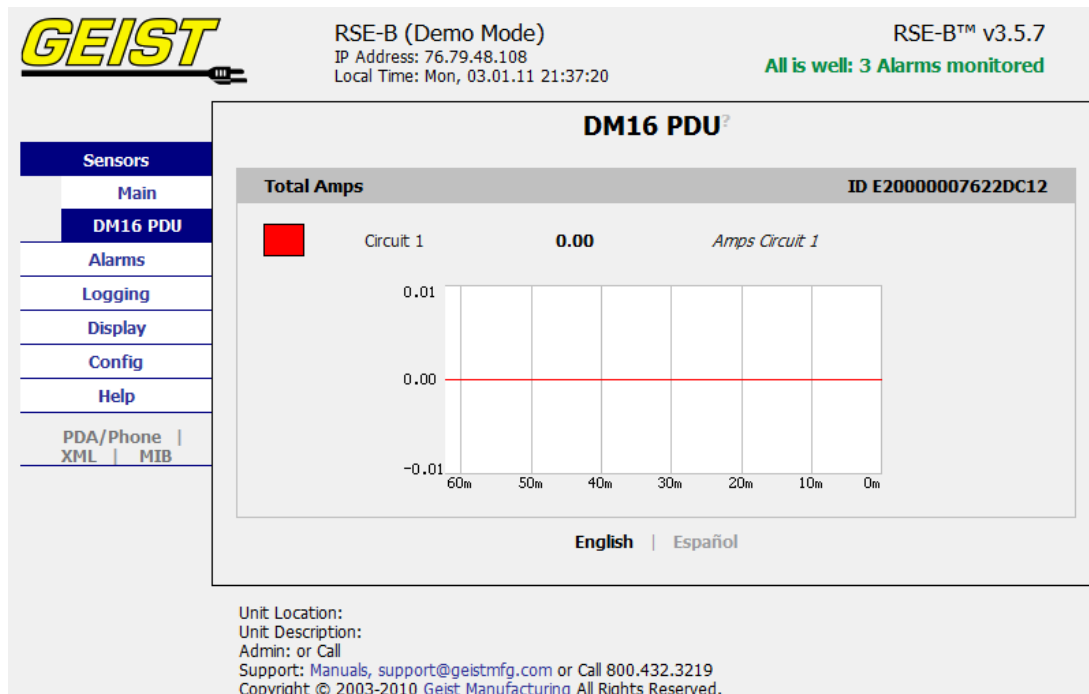 GEIST
RSE-B (Demo Mode)
IP Address: 76.79.48.108
Local Time: Mon, 03.01.11 21:37:20
RSE-B™ v3.5.7
All is well: 3 Alarms monitored
Sensors
Main
DM16 PDU
Alarms
Logging
Display
Config
Help
PDA/Phone |
XML | MIB
DM16 PDU?
Total Amps ID E20000007622DC12
Circuit 1 0.00 Amps Circuit 1
0.01
0.00
-0.01
60m 50m 40m 30m 20m 10m 0m
English | Español
Unit Location:
Unit Description:
Admin: or Call
Support: Manuals, support@geistmfg.com or Call 800.432.3219
Copyright © 2003-2010 Geist Manufacturing All Rights Reserved.